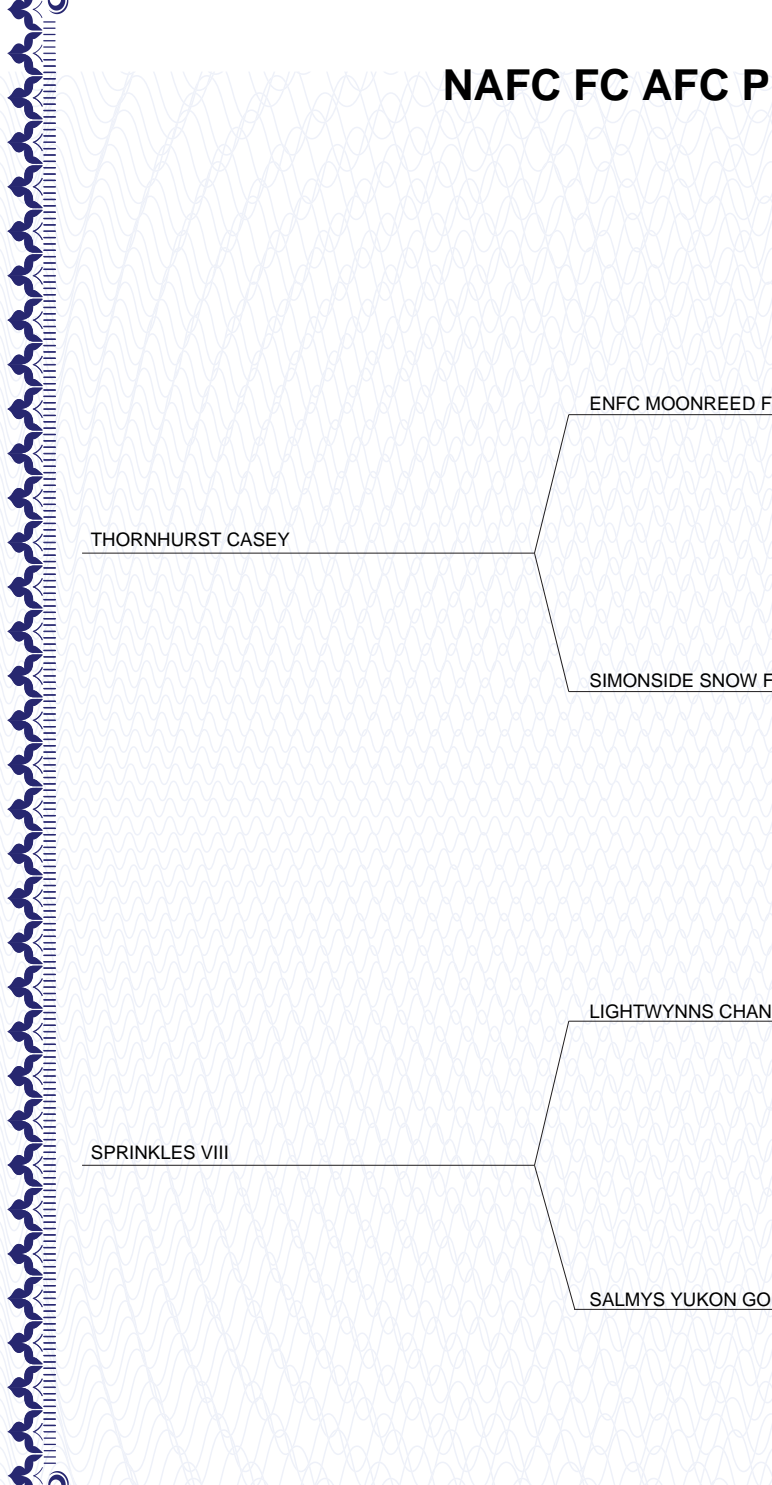 NAFC FC AFC P
ENFC MOONREED F
THORNHURST CASEY
SIMONSIDE SNOW F
LIGHTWYNNS CHAN
SPRINKLES VIII
SALMYS YUKON GO